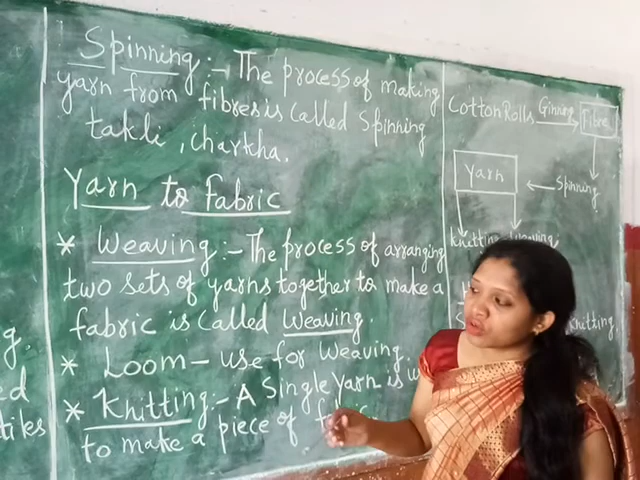 Spinning :- The process of making
yarn from fibres is called Spinning
takli, charkha.
Yarn to fabric
* Weaving :- The process of arranging
two sets of yarns together to make a
fabric is called Weaving.
* Loom - use for Weaving.
* Knitting :- A Single yarn is
to make a piece of
Cotton Rolls
Fibre
Yarn
Spinning
Knitting
Knitting.
g.
ed
tiles